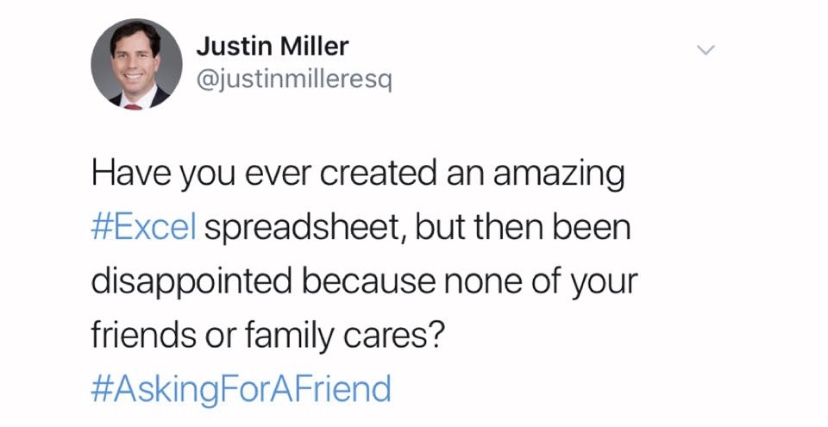 Justin Miller
@justinmilleresq
Have you ever created an amazing
#Excel spreadsheet, but then been
disappointed because none of your
friends or family cares?
#AskingForAFriend